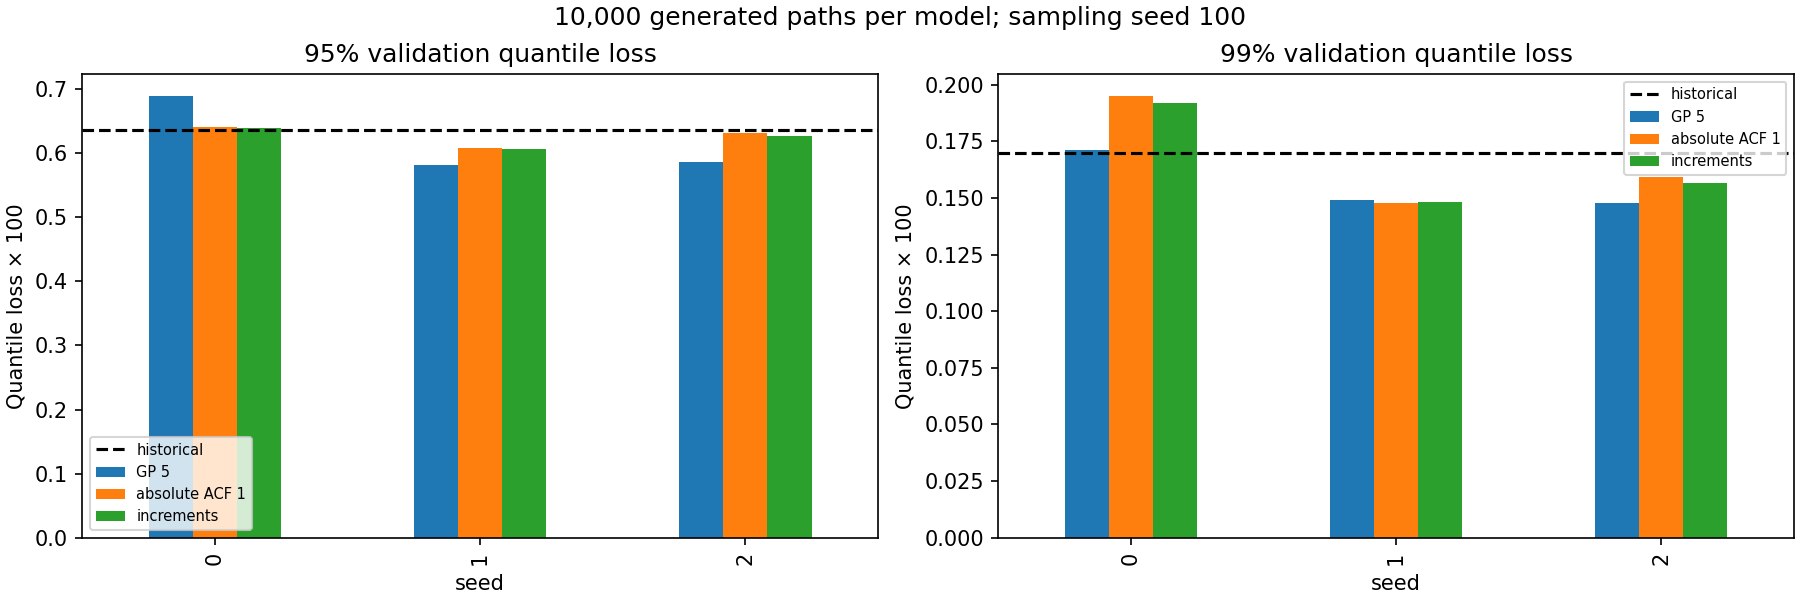 10,000 generated paths per model; sampling seed 100
95% validation quantile loss
Quantile loss × 100
0.7
0.6
0.5
0.4
0.3
0.2
0.1
0.0
historical
GP 5
absolute ACF 1
increments
0
1
2
seed
99% validation quantile loss
Quantile loss × 100
0.200
0.175
0.150
0.125
0.100
0.075
0.050
0.025
0.000
historical
GP 5
absolute ACF 1
increments
0
1
2
seed